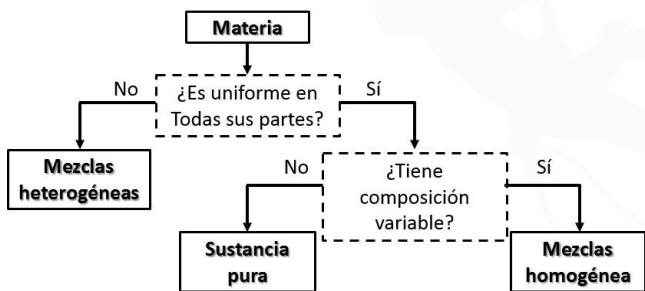 Materia
No
¿Es uniforme en
Todas sus partes?
Sí
Mezclas
heterogéneas
No
¿Tiene
composición
variable?
Sí
Sustancia
pura
Mezclas
homogénea